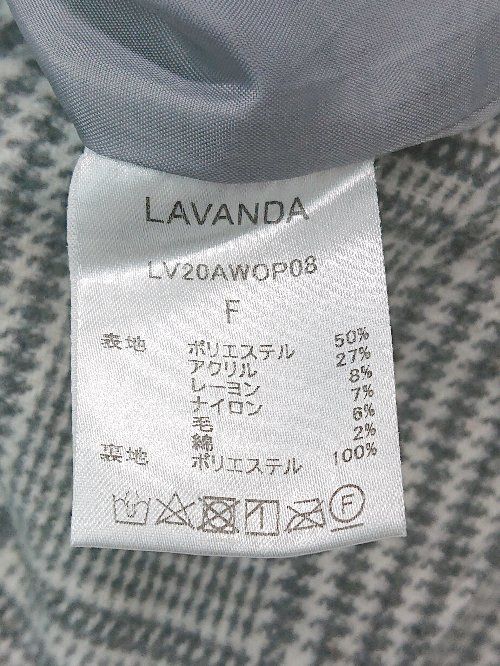 LAVANDA
LV20AWOP08
F
表地 ポリエステル 50%
アクリル 27%
レーヨン 8%
ナイロン 7%
毛 6%
綿 2%
裏地 ポリエステル 100%
F